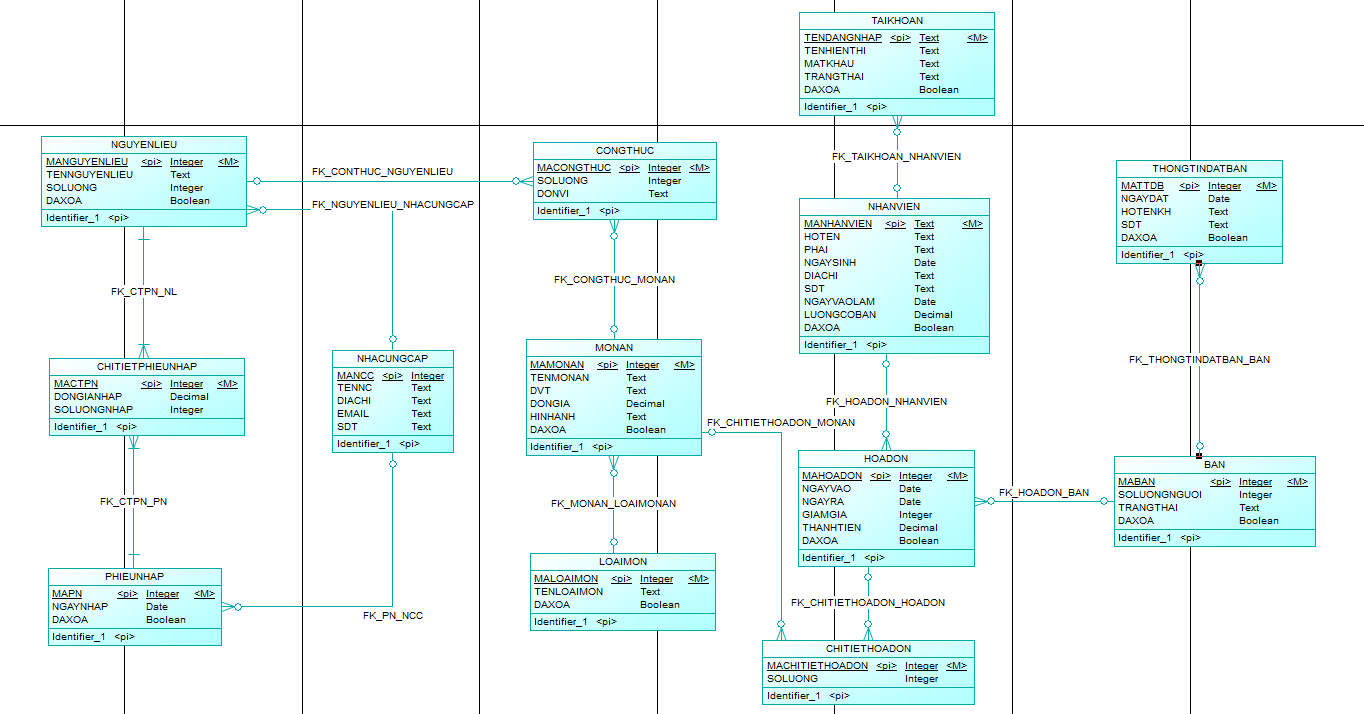 TAIKHOAN
TENDANGNHAP <pi> Text <M>
TENHIENTHI Text
MATKHAU Text
TRANGTHAI Text
DAXOA Boolean
Identifier_1 <pi>
FK_TAIKHOAN_NHANVIEN
NGUYENLIEU
MANGUYENLIEU <pi> Integer <M>
TENNGUYENLIEU Text
SOLUONG Integer
DAXOA Boolean
Identifier_1 <pi>
FK_CONTHUC_NGUYENLIEU
FK_NGUYENLIEU_NHACUNGCAP
CONGTHUC
MACONGTHUC <pi> Integer <M>
SOLUONG Integer
DONVI Text
Identifier_1 <pi>
THONGTINDATBAN
MATTDB <pi> Integer <M>
NGAYDAT Date
HOTENKH Text
SDT Text
DAXOA Boolean
Identifier_1 <pi>
NHANVIEN
MANHANVIEN <pi> Text <M>
HOTEN Text
PHAI Text
NGAYSINH Date
DIACHI Text
SDT Text
NGAYVAOLAM Date
LUONGCOBAN Decimal
DAXOA Boolean
Identifier_1 <pi>
FK_CTPN_NL
FK_CONGTHUC_MONAN
FK_THONGTINDATBAN_BAN
CHITIETPHIEUNHAP
MACTPN <pi> Integer <M>
DONGIANHAP Decimal
SOLUONGNHAP Integer
Identifier_1 <pi>
NHACUNGCAP
MANCC <pi> Integer
TENNC Text
DIACHI Text
EMAIL Text
SDT Text
Identifier_1 <pi>
MONAN
MAMONAN <pi> Integer <M>
TENMONAN Text
DVT Text
DONGIA Decimal
HINHANH Text
DAXOA Boolean
Identifier_1 <pi>
FK_HOADON_NHANVIEN
FK_CHITIETHOADON_MONAN
HOADON
MAHOADON <pi> Integer <M>
NGAYVAO Date
NGAYRA Date
GIAMGIA Integer
THANHTIEN Decimal
DAXOA Boolean
Identifier_1 <pi>
FK_HOADON_BAN
BAN
MABAN <pi> Integer <M>
SOLUONGNGUOI Integer
TRANGTHAI Text
DAXOA Boolean
Identifier_1 <pi>
FK_CTPN_PN
FK_MONAN_LOAIMONAN
PHIEUNHAP
MAPN <pi> Integer <M>
NGAYNHAP Date
DAXOA Boolean
Identifier_1 <pi>
FK_PN_NCC
LOAIMON
MALOAIMON <pi> Integer <M>
TENLOAIMON Text
DAXOA Boolean
Identifier_1 <pi>
FK_CHITIETHOADON_HOADON
CHITIETHOADON
MACHITIETHOADON <pi> Integer <M>
SOLUONG Integer
Identifier_1 <pi>